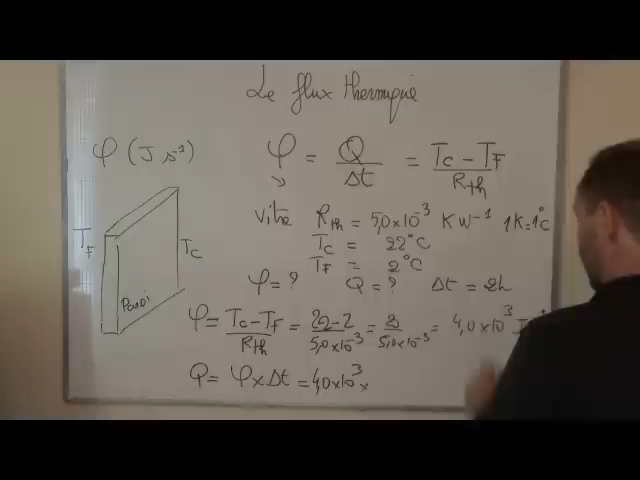 Le flux thermique
φ (J s⁻¹)
φ = Q / Δt = Tc - TF / Rth
vitre Rth = 5,0×10⁻³ K W⁻¹ 1K=1°C
Tc = 22°C
TF = 2°C
φ = ? Q = ? Δt = 2h
TF
Tc
Paroi
φ = Tc - TF / Rth = 22 - 2 / 5,0×10⁻³ = / 5,0×10⁻³ = 4,0×10³
Q = φ × Δt = 4,0×10³ ×